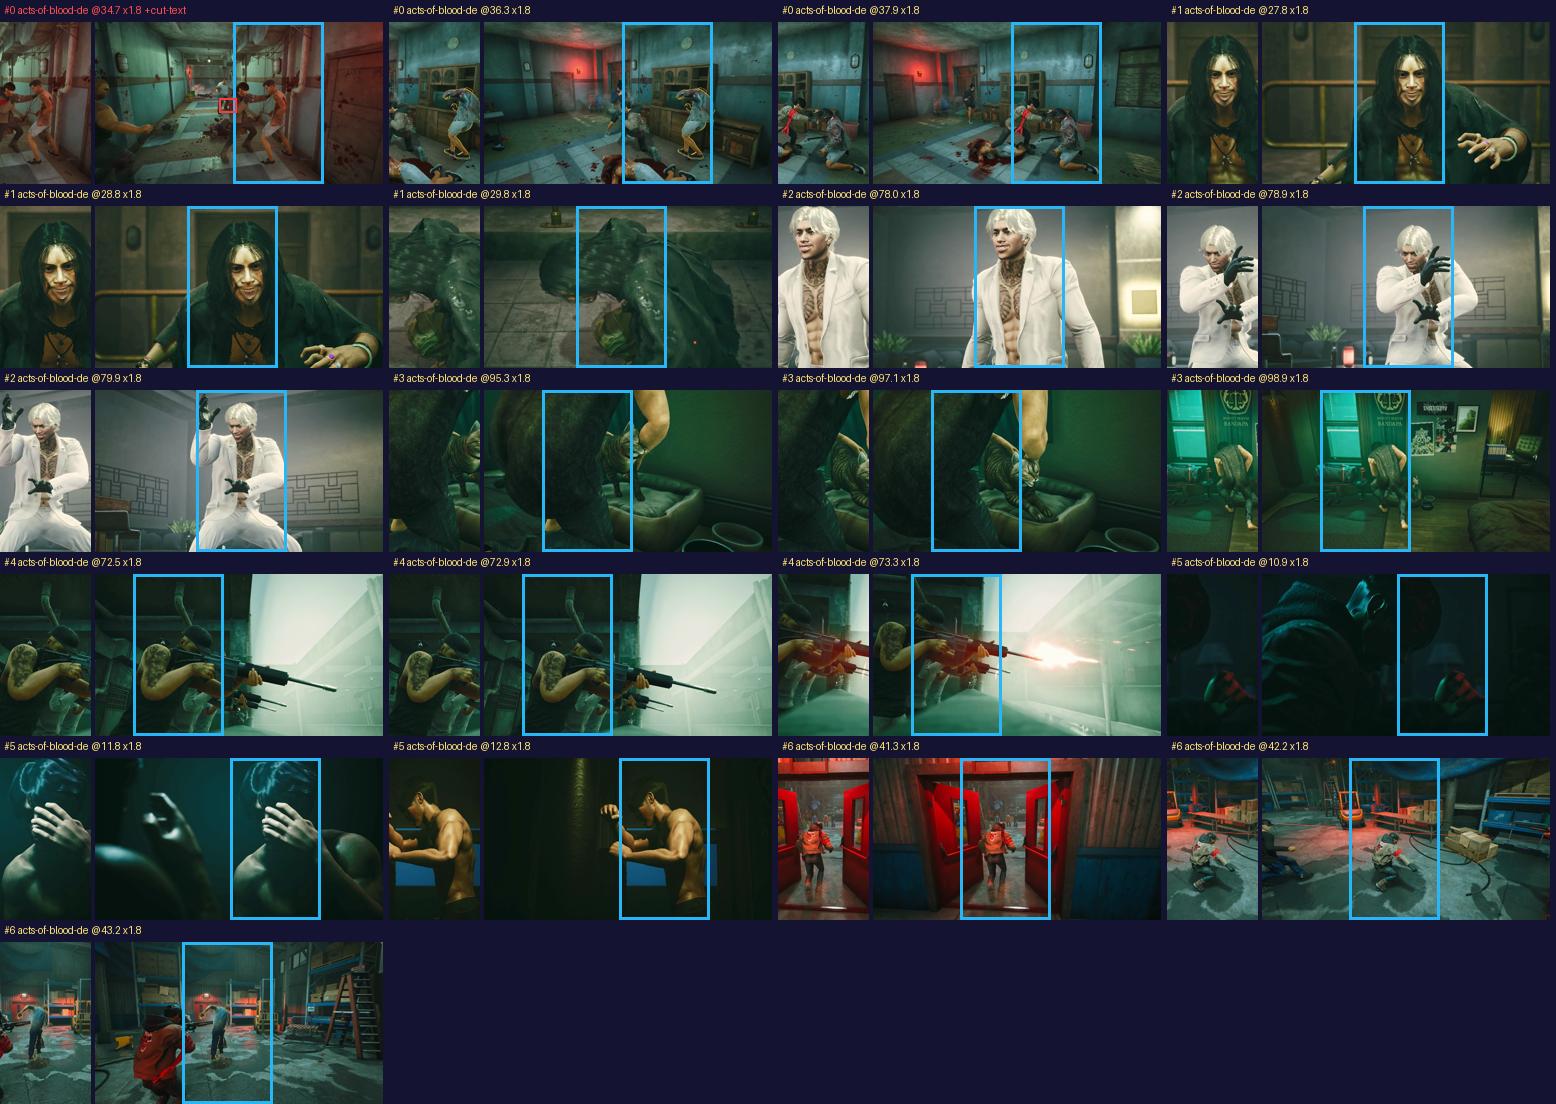 #0 acts-of-blood-de @34.7 x1.8 +cut-text
#0 acts-of-blood-de @36.3 x1.8
#0 acts-of-blood-de @37.9 x1.8
#1 acts-of-blood-de @27.8 x1.8
#1 acts-of-blood-de @28.8 x1.8
#1 acts-of-blood-de @29.8 x1.8
#2 acts-of-blood-de @78.0 x1.8
#2 acts-of-blood-de @78.9 x1.8
#2 acts-of-blood-de @79.9 x1.8
#3 acts-of-blood-de @95.3 x1.8
#3 acts-of-blood-de @97.1 x1.8
#3 acts-of-blood-de @98.9 x1.8
BANDAPA
BANDAPA
#4 acts-of-blood-de @72.5 x1.8
#4 acts-of-blood-de @72.9 x1.8
#4 acts-of-blood-de @73.3 x1.8
#5 acts-of-blood-de @10.9 x1.8
#5 acts-of-blood-de @11.8 x1.8
#5 acts-of-blood-de @12.8 x1.8
#6 acts-of-blood-de @41.3 x1.8
#6 acts-of-blood-de @42.2 x1.8
#6 acts-of-blood-de @43.2 x1.8